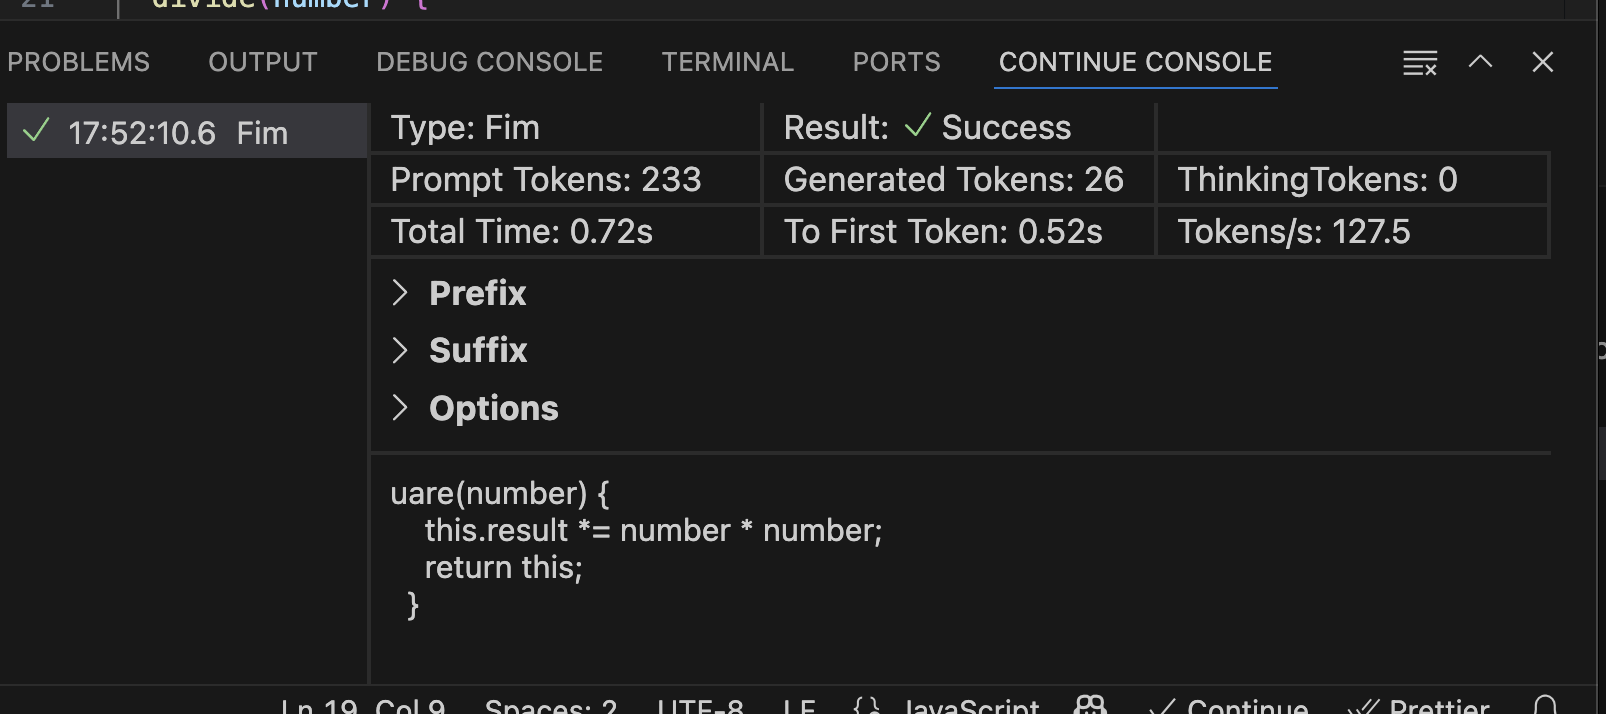 21 divide(number) {
PROBLEMS OUTPUT DEBUG CONSOLE TERMINAL PORTS CONTINUE CONSOLE
17:52:10.6 Fim
Type: Fim Result: ✓ Success
Prompt Tokens: 233 Generated Tokens: 26 ThinkingTokens: 0
Total Time: 0.72s To First Token: 0.52s Tokens/s: 127.5
Prefix
Suffix
Options
uare(number) {
this.result *= number * number;
return this;
}
Ln 19, Col 9 Spaces: 2 UTF-8 LF {} JavaScript ✓ Continue Prettier